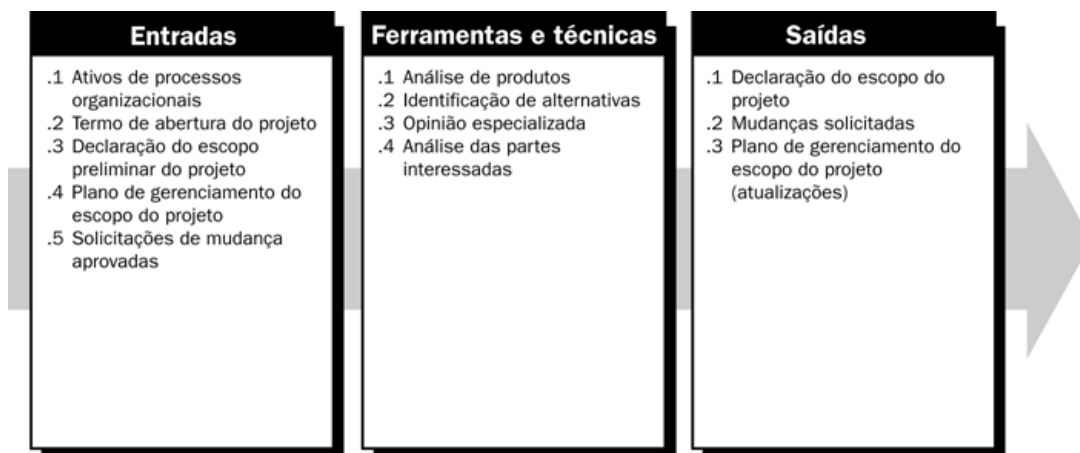 Entradas
.1 Ativos de processos
organizacionais
.2 Termo de abertura do projeto
.3 Declaração do escopo
preliminar do projeto
.4 Plano de gerenciamento do
escopo do projeto
.5 Solicitações de mudança
aprovadas
Ferramentas e técnicas
.1 Análise de produtos
.2 Identificação de alternativas
.3 Opinião especializada
.4 Análise das partes
interessadas
Saídas
.1 Declaração do escopo do
projeto
.2 Mudanças solicitadas
.3 Plano de gerenciamento do
escopo do projeto
(atualizações)